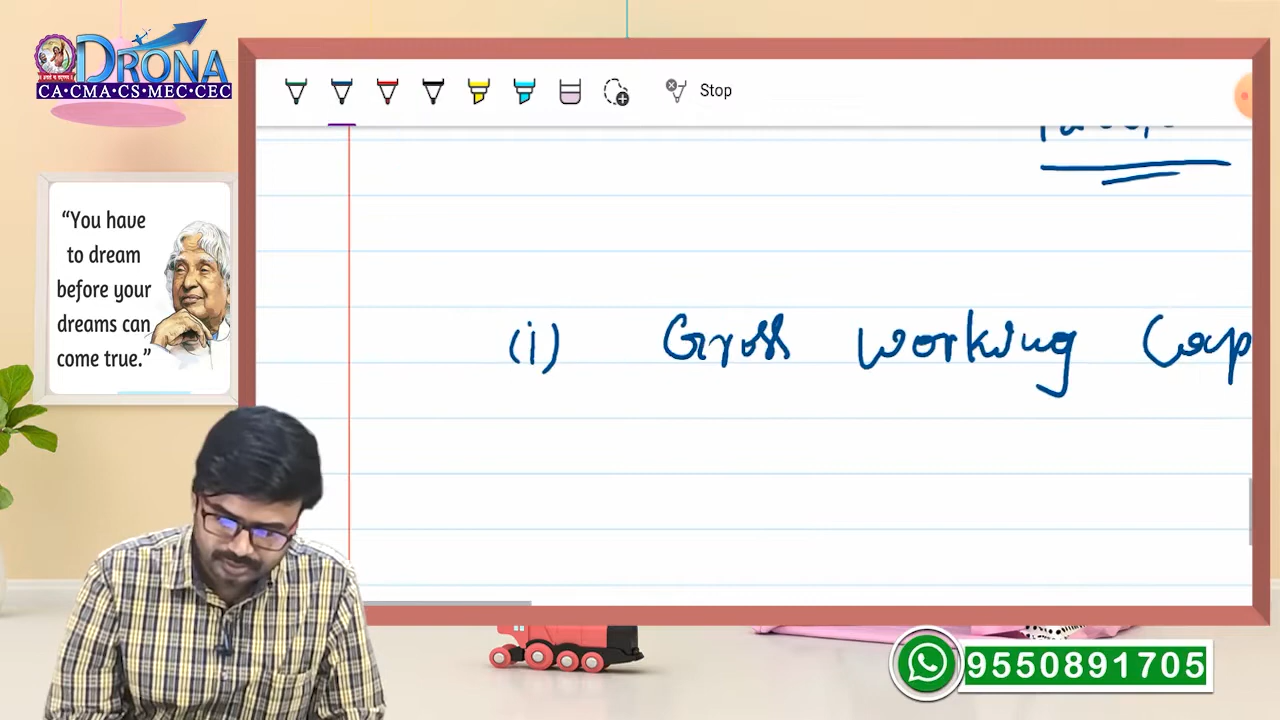 DRONA
CA•CMA•CS•MEC•CEC
Stop
“You have
to dream
before your
dreams can
come true.”
(i) Gross working Cap
9550891705